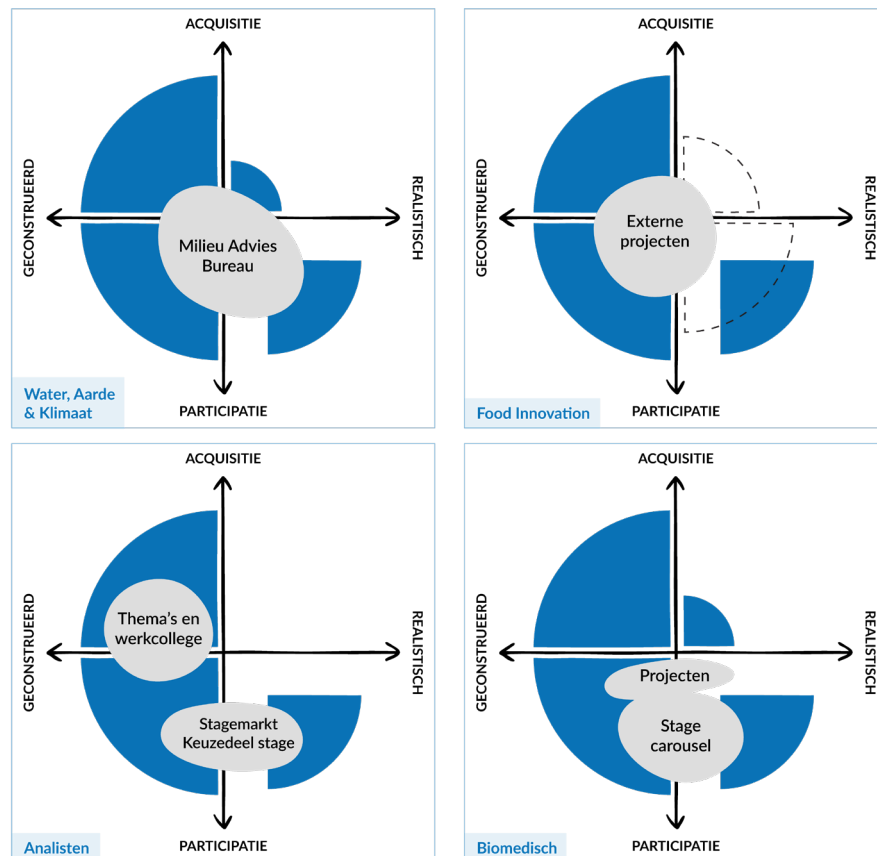 ACQUISITIE
GECONSTRUEERD
REALISTISCH
Milieu Advies
Bureau
Water, Aarde
& Klimaat
PARTICIPATIE
ACQUISITIE
GECONSTRUEERD
REALISTISCH
Externe
projecten
Food Innovation
PARTICIPATIE
ACQUISITIE
GECONSTRUEERD
REALISTISCH
Thema's en
werkcollege
Stagemarkt
Keuzedeel stage
Analisten
PARTICIPATIE
ACQUISITIE
GECONSTRUEERD
REALISTISCH
Projecten
Stage
carousel
Biomedisch
PARTICIPATIE